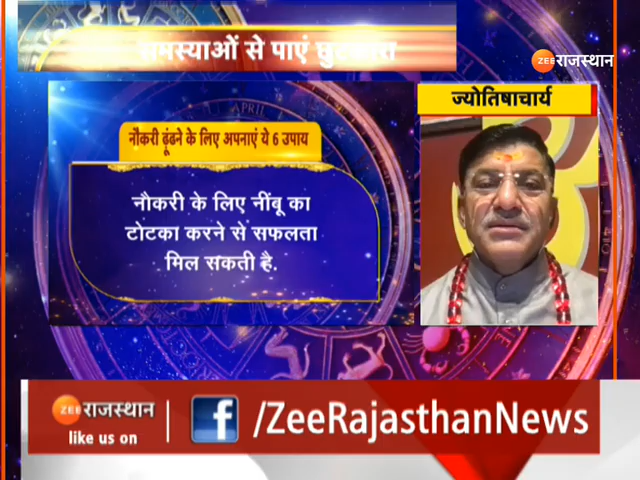 समस्याओं से पाएं छुटकारा
ZEE राजस्थान
ज्योतिषाचार्य
APRIL
नौकरी ढूंढने के लिए अपनाएं ये 6 उपाय
नौकरी के लिए नींबू का
टोटका करने से सफलता
मिल सकती है.
ZEE राजस्थान
like us on
f /ZeeRajasthanNews